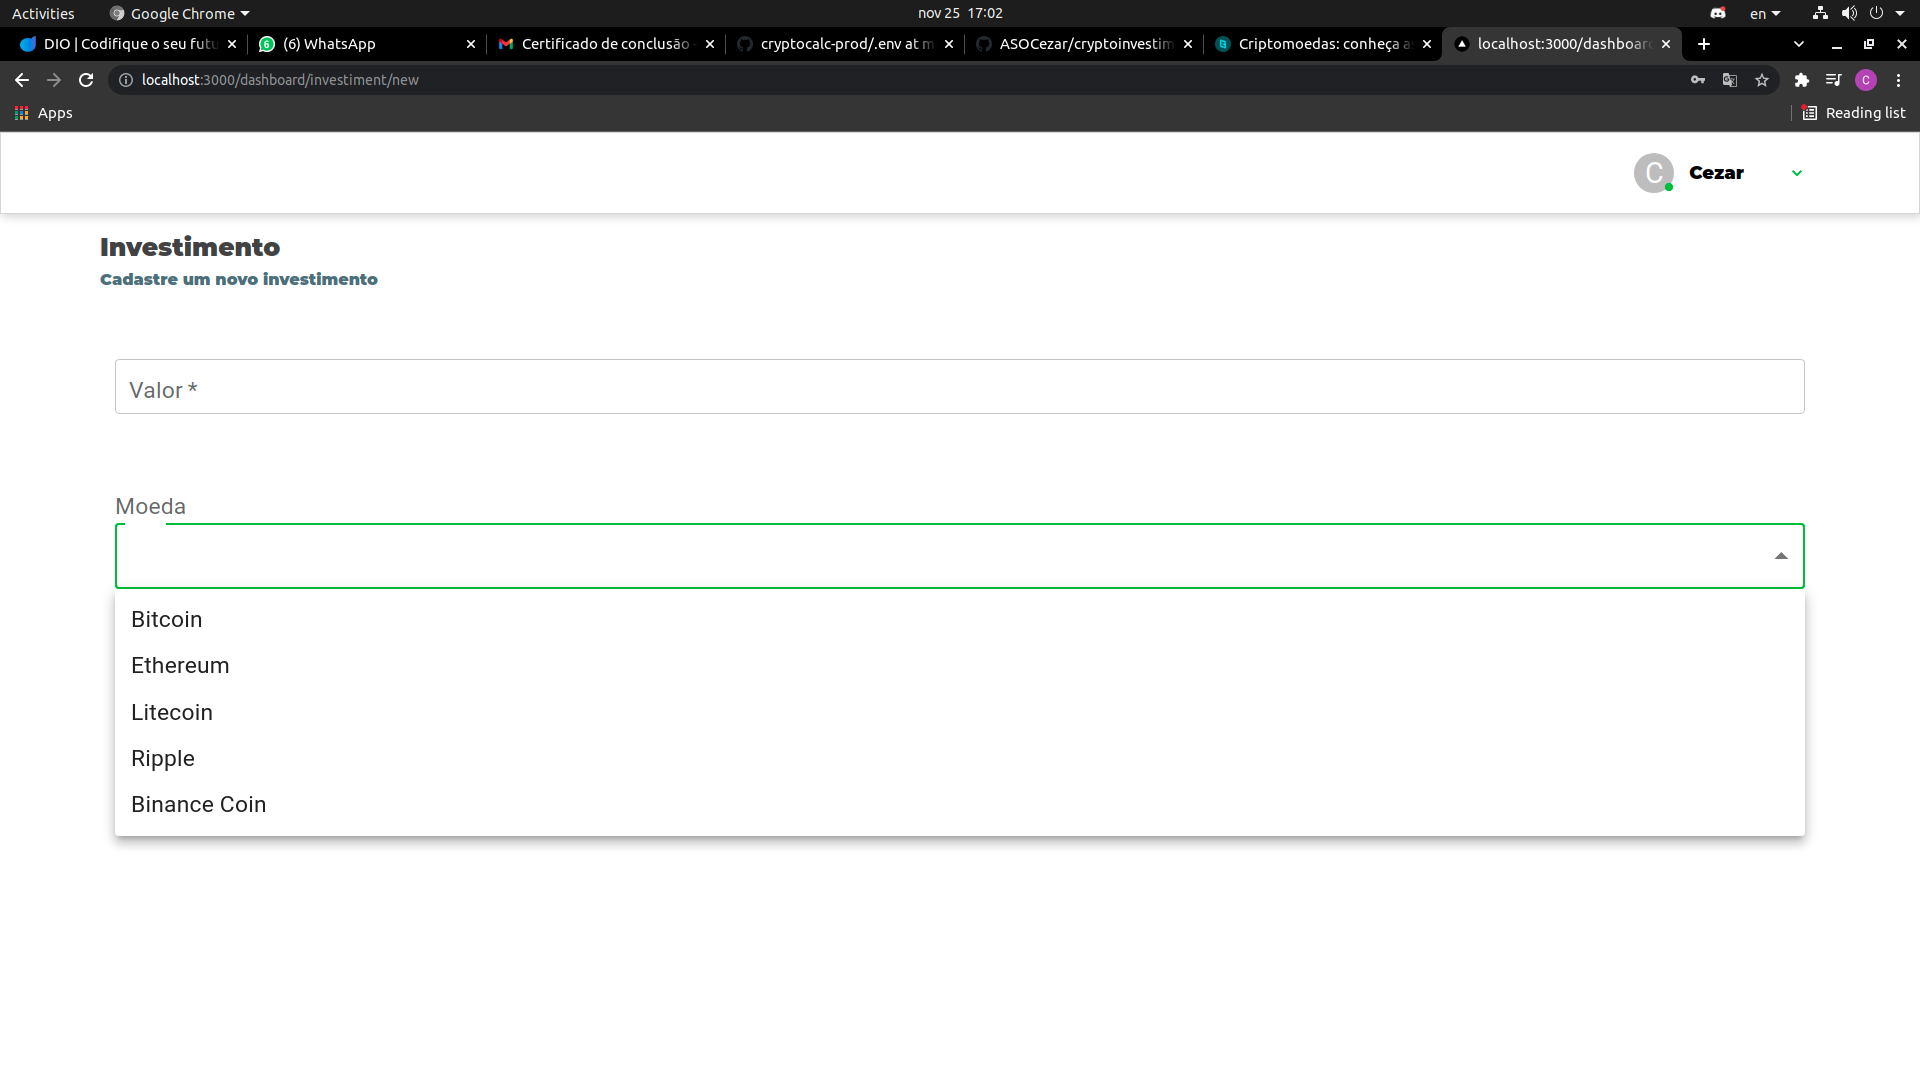 Activities
Google Chrome
nov 25 17:02
en
DIO | Codifique o seu futu
(6) WhatsApp
Certificado de conclusão
cryptocalc-prod/.env at m
ASOCezar/cryptoinvestim
Criptomoedas: conheça a
localhost:3000/dashboard
localhost:3000/dashboard/investiment/new
C
Apps
Reading list
C
Cezar
Investimento
Cadastre um novo investimento
Valor *
Moeda
Bitcoin
Ethereum
Litecoin
Ripple
Binance Coin